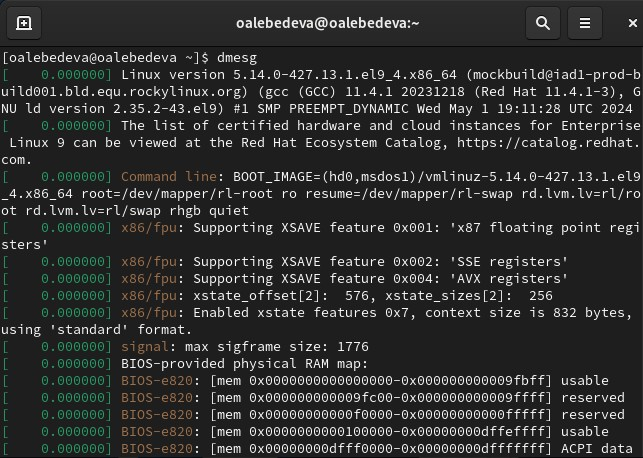 oalebedeva@oalebedeva:~
[oalebedeva@oalebedeva ~]$ dmesg
[    0.000000] Linux version 5.14.0-427.13.1.el9_4.x86_64 (mockbuild@iad1-prod-b
uild001.bld.equ.rockylinux.org) (gcc (GCC) 11.4.1 20231218 (Red Hat 11.4.1-3), G
NU ld version 2.35.2-43.el9) #1 SMP PREEMPT_DYNAMIC Wed May 1 19:11:28 UTC 2024
[    0.000000] The list of certified hardware and cloud instances for Enterprise
 Linux 9 can be viewed at the Red Hat Ecosystem Catalog, https://catalog.redhat.
com.
[    0.000000] Command line: BOOT_IMAGE=(hd0,msdos1)/vmlinuz-5.14.0-427.13.1.el9
_4.x86_64 root=/dev/mapper/rl-root ro resume=/dev/mapper/rl-swap rd.lvm.lv=rl/ro
ot rd.lvm.lv=rl/swap rhgb quiet
[    0.000000] x86/fpu: Supporting XSAVE feature 0x001: 'x87 floating point regi
sters'
[    0.000000] x86/fpu: Supporting XSAVE feature 0x002: 'SSE registers'
[    0.000000] x86/fpu: Supporting XSAVE feature 0x004: 'AVX registers'
[    0.000000] x86/fpu: xstate_offset[2]:  576, xstate_sizes[2]:  256
[    0.000000] x86/fpu: Enabled xstate features 0x7, context size is 832 bytes,
using 'standard' format.
[    0.000000] signal: max sigframe size: 1776
[    0.000000] BIOS-provided physical RAM map:
[    0.000000] BIOS-e820: [mem 0x0000000000000000-0x000000000009fbff] usable
[    0.000000] BIOS-e820: [mem 0x000000000009fc00-0x000000000009ffff] reserved
[    0.000000] BIOS-e820: [mem 0x00000000000f0000-0x00000000000fffff] reserved
[    0.000000] BIOS-e820: [mem 0x0000000000100000-0x00000000dffeffff] usable
[    0.000000] BIOS-e820: [mem 0x00000000dfff0000-0x00000000dfffffff] ACPI data